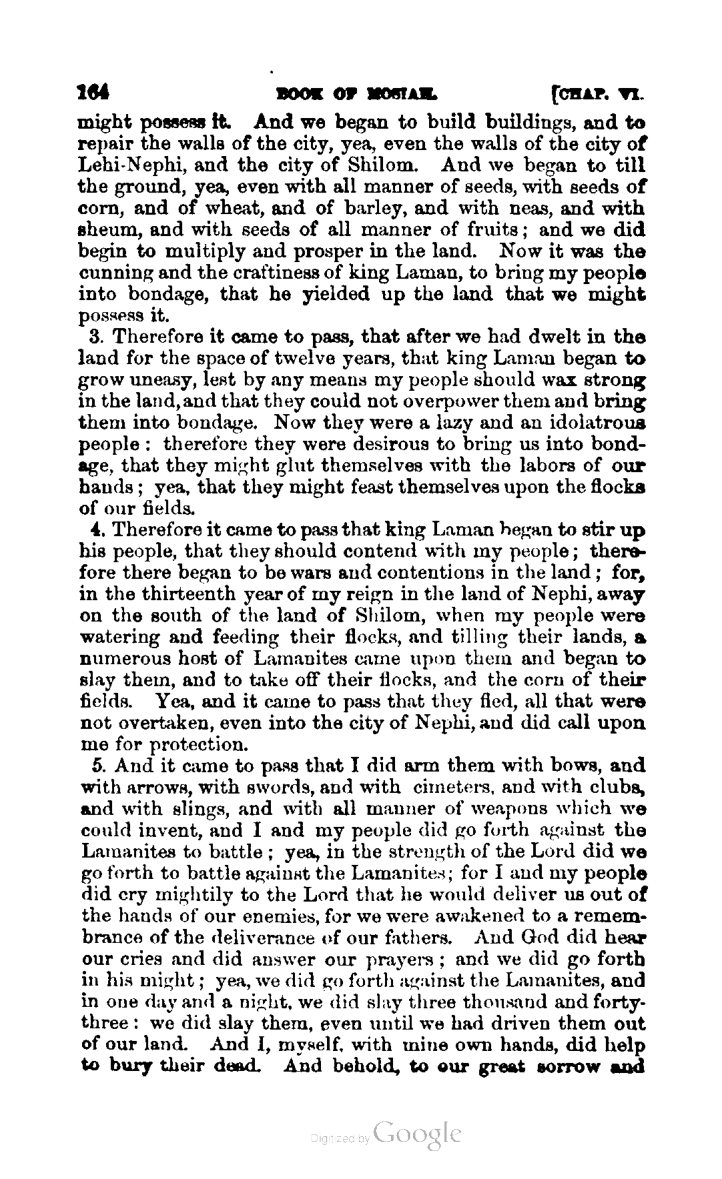 164 BOOK OF MOSIAH. [CHAP. VI.
might possess it. And we began to build buildings, and to
repair the walls of the city, yea, even the walls of the city of
Lehi-Nephi, and the city of Shilom. And we began to till
the ground, yea, even with all manner of seeds, with seeds of
corn, and of wheat, and of barley, and with neas, and with
sheum, and with seeds of all manner of fruits; and we did
begin to multiply and prosper in the land. Now it was the
cunning and the craftiness of king Laman, to bring my people
into bondage, that he yielded up the land that we might
possess it.
3. Therefore it came to pass, that after we had dwelt in the
land for the space of twelve years, that king Laman began to
grow uneasy, lest by any means my people should wax strong
in the land, and that they could not overpower them and bring
them into bondage. Now they were a lazy and an idolatrous
people: therefore they were desirous to bring us into bond-
age, that they might glut themselves with the labors of our
hands; yea, that they might feast themselves upon the flocks
of our fields.
4. Therefore it came to pass that king Laman began to stir up
his people, that they should contend with my people; there-
fore there began to be wars and contentions in the land; for,
in the thirteenth year of my reign in the land of Nephi, away
on the south of the land of Shilom, when my people were
watering and feeding their flocks, and tilling their lands, a
numerous host of Lamanites came upon them and began to
slay them, and to take off their flocks, and the corn of their
fields. Yea, and it came to pass that they fled, all that were
not overtaken, even into the city of Nephi, and did call upon
me for protection.
5. And it came to pass that I did arm them with bows, and
with arrows, with swords, and with cimeters, and with clubs,
and with slings, and with all manner of weapons which we
could invent, and I and my people did go forth against the
Lamanites to battle; yea, in the strength of the Lord did we
go forth to battle against the Lamanites; for I and my people
did cry mightily to the Lord that he would deliver us out of
the hands of our enemies, for we were awakened to a remem-
brance of the deliverance of our fathers. And God did hear
our cries and did answer our prayers; and we did go forth
in his might; yea, we did go forth against the Lamanites, and
in one day and a night, we did slay three thousand and forty-
three: we did slay them, even until we had driven them out
of our land. And I, myself, with mine own hands, did help
to bury their dead. And behold, to our great sorrow and
Digitized by Google